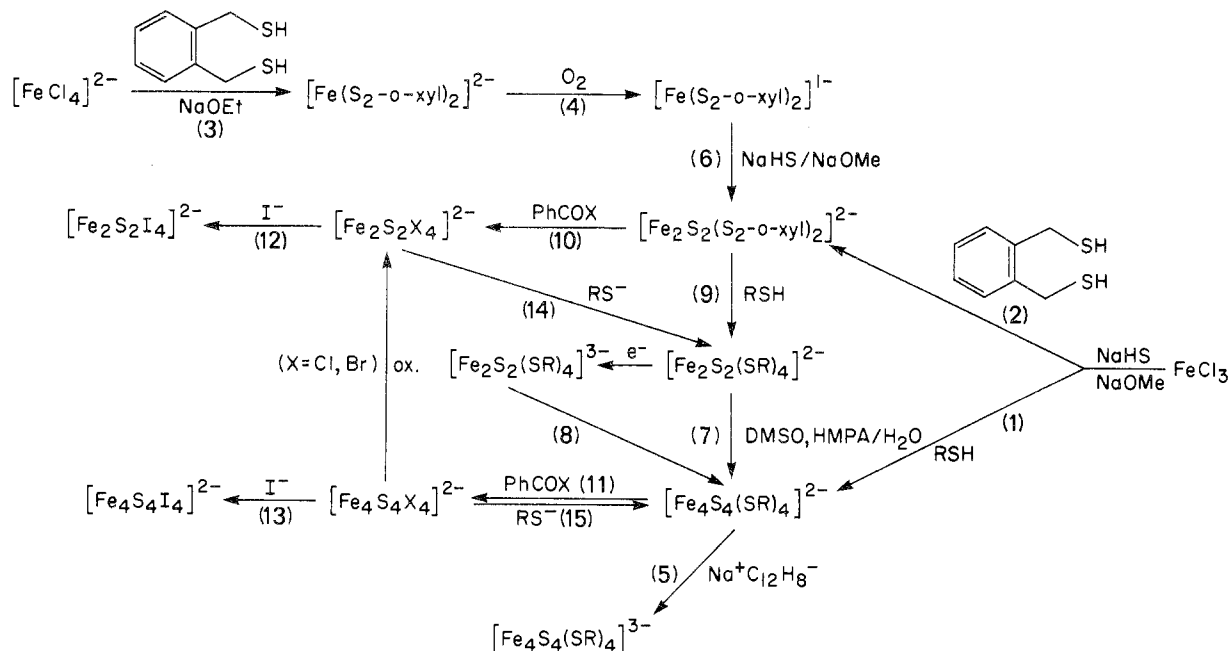 SH
SH
[FeCl4]2− NaOEt (3) [Fe(S2-o-xyl)2]2− O2 (4) [Fe(S2-o-xyl)2]1−
(6) NaHS/NaOMe
[Fe2S2I4]2− I− (12) [Fe2S2X4]2− PhCOX (10) [Fe2S2(S2-o-xyl)2]2−
SH
SH
(14) RS− (9) RSH (2)
(X=Cl, Br) ox. [Fe2S2(SR)4]3− e− [Fe2S2(SR)4]2− NaHS NaOMe FeCl3
(8) (7) DMSO, HMPA/H2O RSH (1)
[Fe4S4I4]2− I− (13) [Fe4S4X4]2− PhCOX (11) RS− (15) [Fe4S4(SR)4]2−
(5) Na+C12H8−
[Fe4S4(SR)4]3−